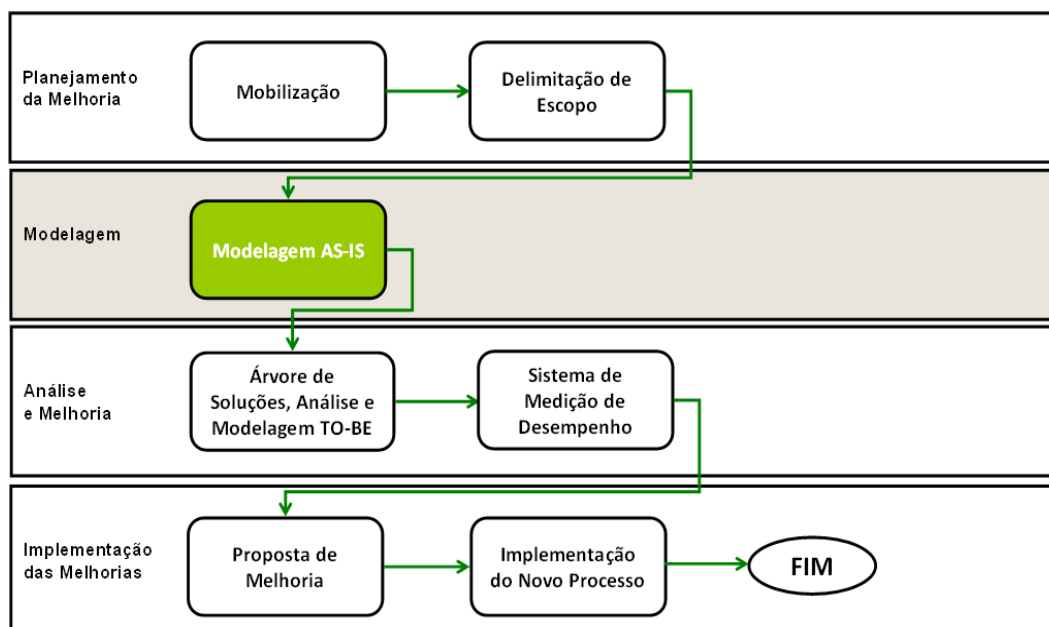 Planejamento
da Melhoria
Mobilização
Delimitação de
Escopo
Modelagem
Modelagem AS-IS
Análise
e Melhoria
Árvore de
Soluções, Análise e
Modelagem TO-BE
Sistema de
Medição de
Desempenho
Implementação
das Melhorias
Proposta de
Melhoria
Implementação
do Novo Processo
FIM